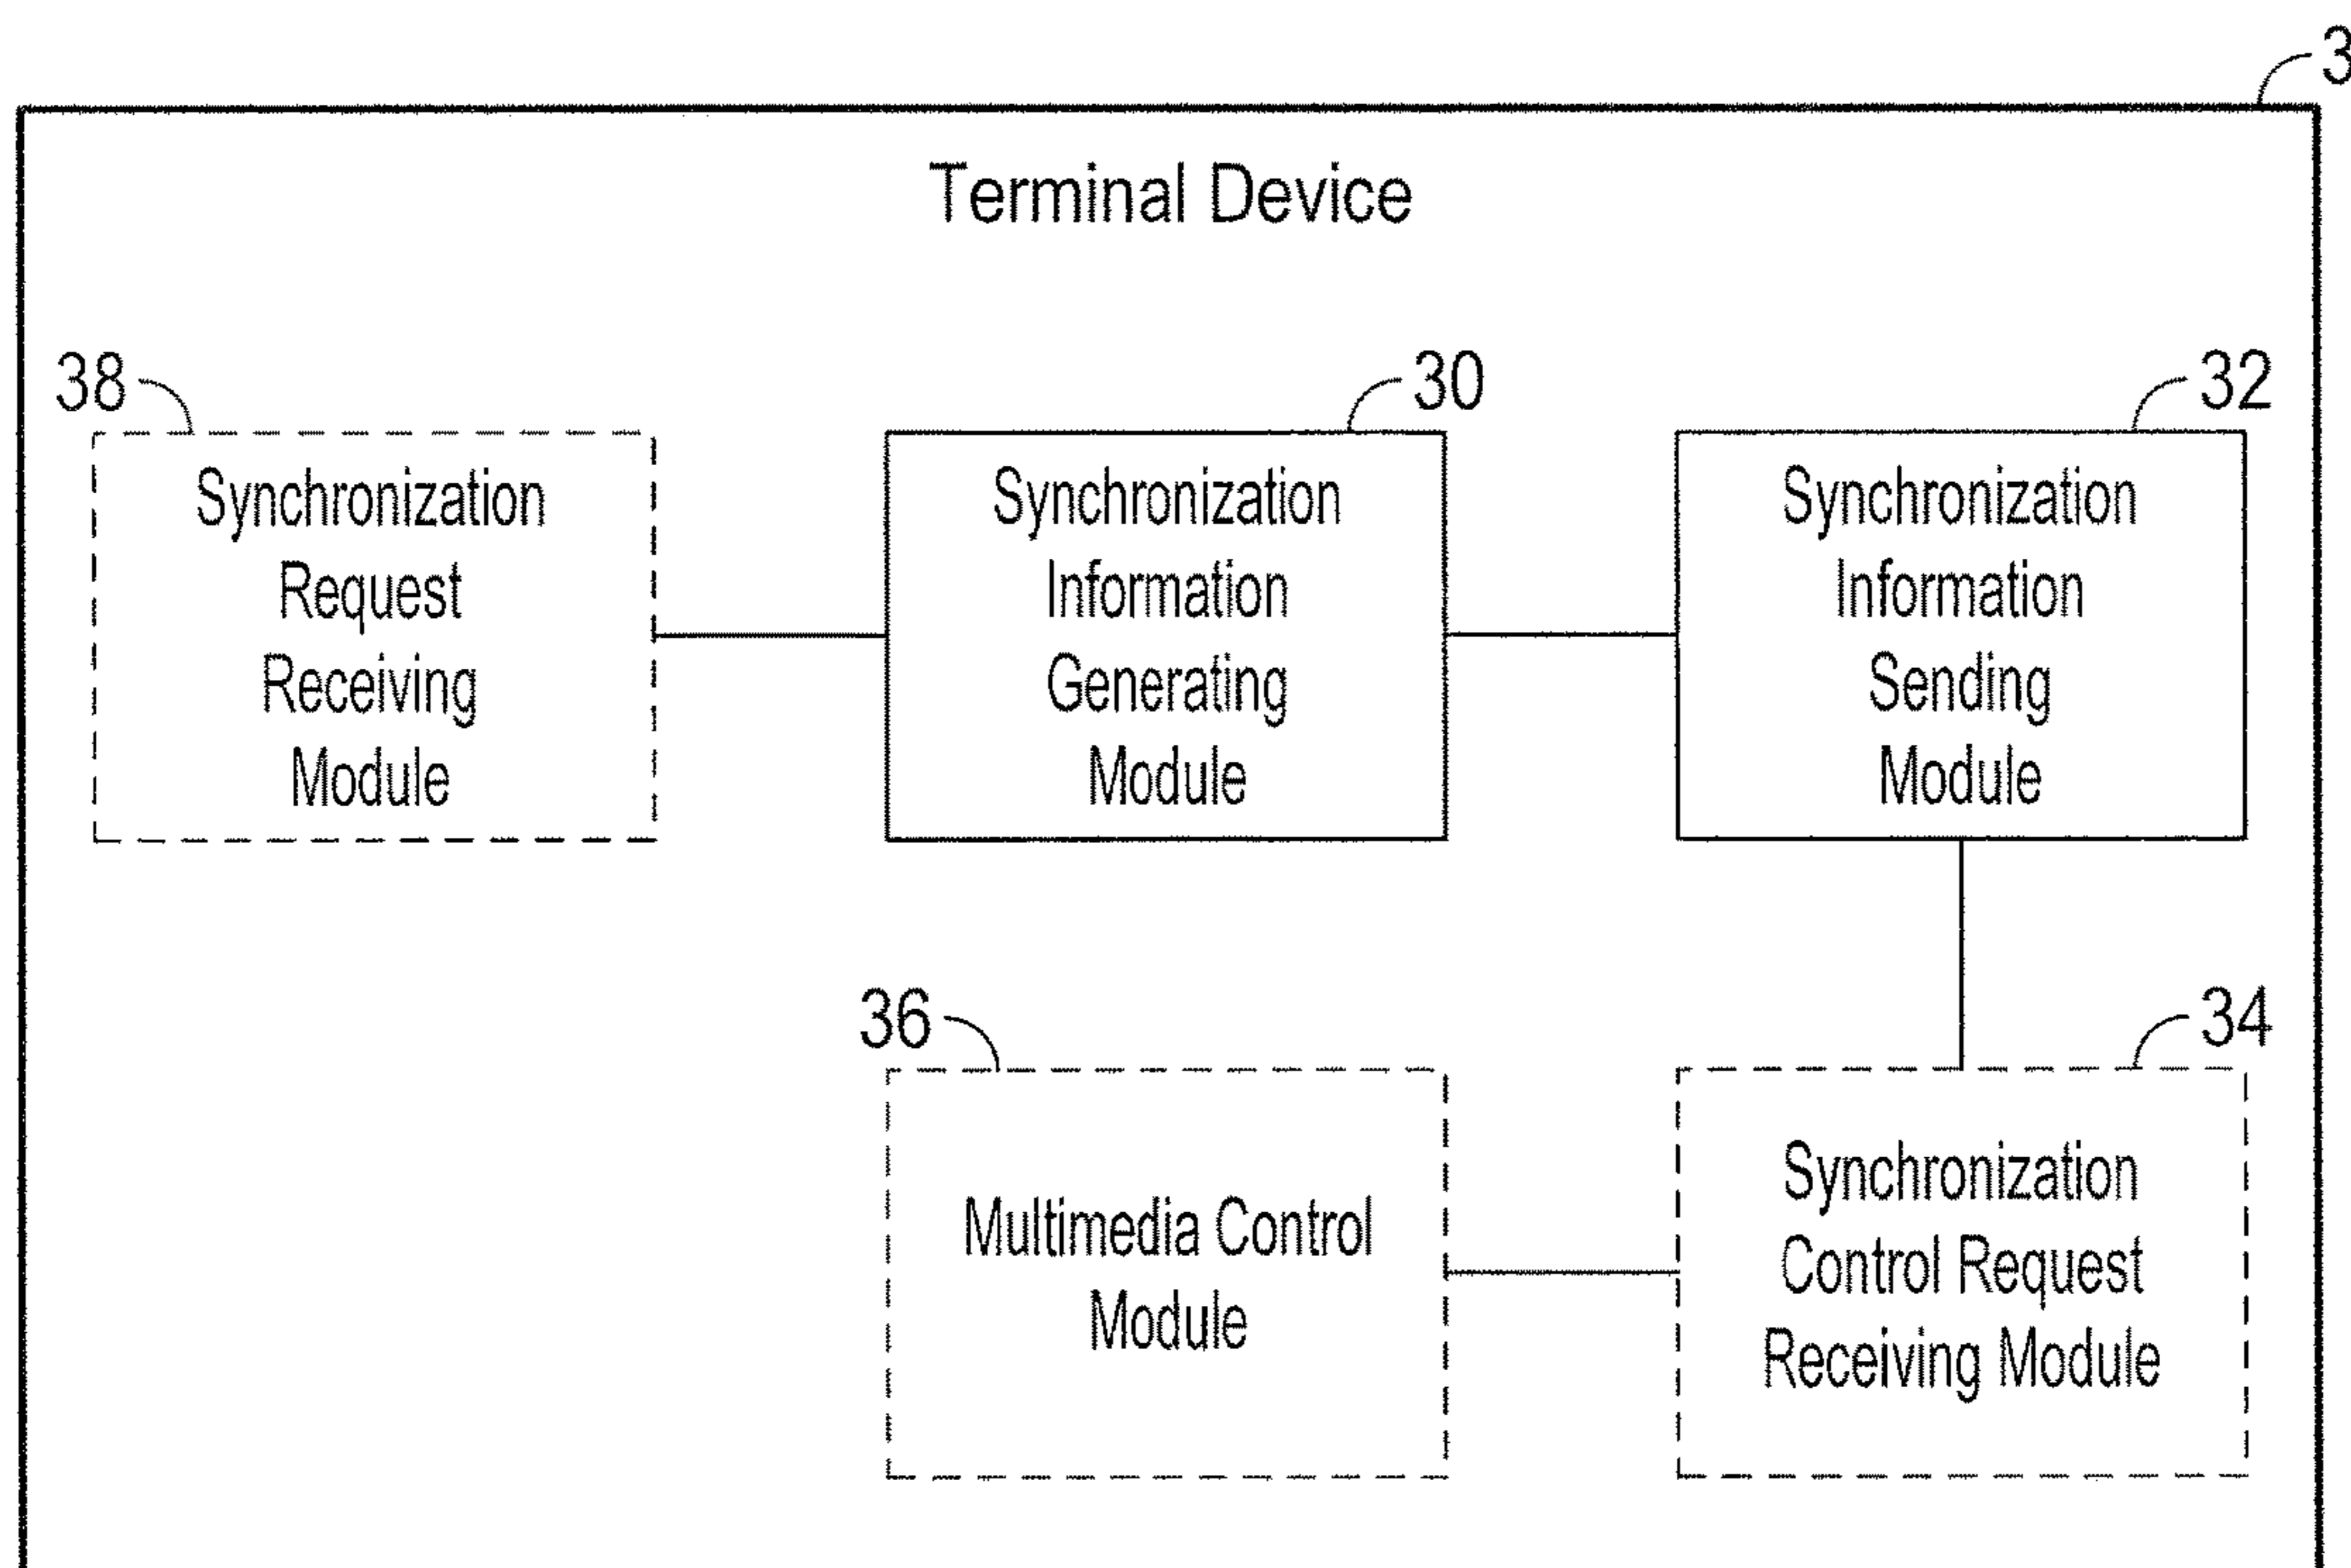 3
Terminal Device
38
30
32
Synchronization
Request
Receiving
Module
Synchronization
Information
Generating
Module
Synchronization
Information
Sending
Module
36
34
Multimedia Control
Module
Synchronization
Control Request
Receiving Module